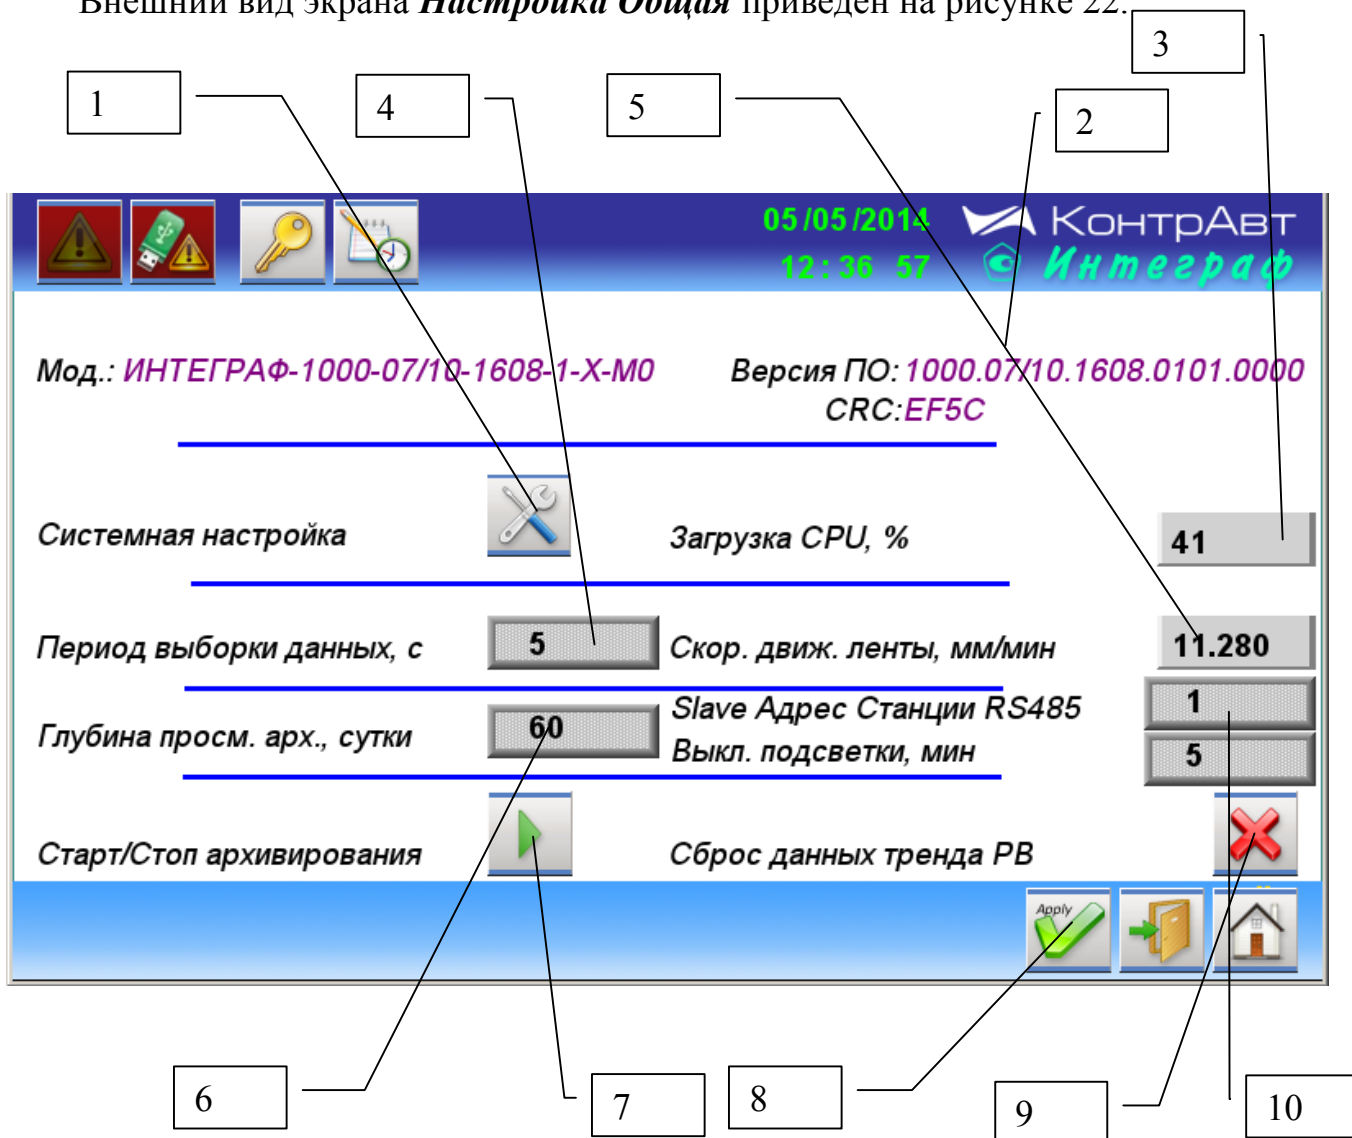 Внешний вид экрана Настройка Общая приведен на рисунке 22.
3
1
4
5
2
05/05/2014
КонтрАвт
12:36 57
Интеграф
Мод.: ИНТЕГРАФ-1000-07/10-1608-1-X-M0
Версия ПО: 1000.07/10.1608.0101.0000
CRC:EF5C
Системная настройка
Загрузка CPU, %
41
Период выборки данных, с
5
Скор. движ. ленты, мм/мин
11.280
Глубина просм. арх., сутки
60
Slave Адрес Станции RS485
1
Выкл. подсветки, мин
5
Старт/Стоп архивирования
Сброс данных тренда РВ
Apply
6
7
8
9
10